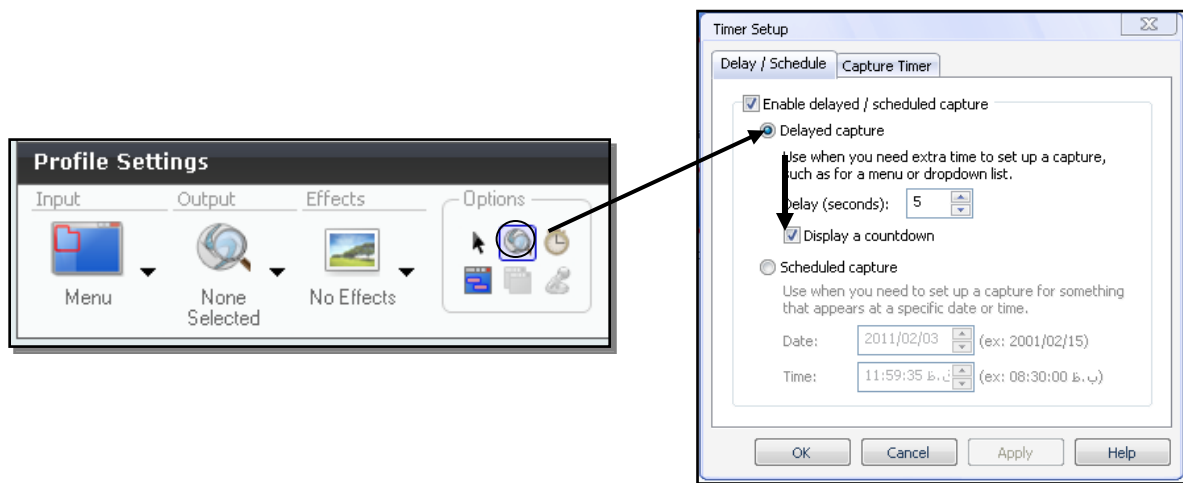 Profile Settings
Input
Output
Effects
Options
Menu
None
Selected
No Effects
Timer Setup
Delay / Schedule
Capture Timer
Enable delayed / scheduled capture
Delayed capture
Use when you need extra time to set up a capture,
such as for a menu or dropdown list.
Delay (seconds):
5
Display a countdown
Scheduled capture
Use when you need to set up a capture for something
that appears at a specific date or time.
Date:
2011/02/03
(ex: 2001/02/15)
Time:
11:59:35 ق.ظ
(ex: 08:30:00 ب.ظ)
OK
Cancel
Apply
Help